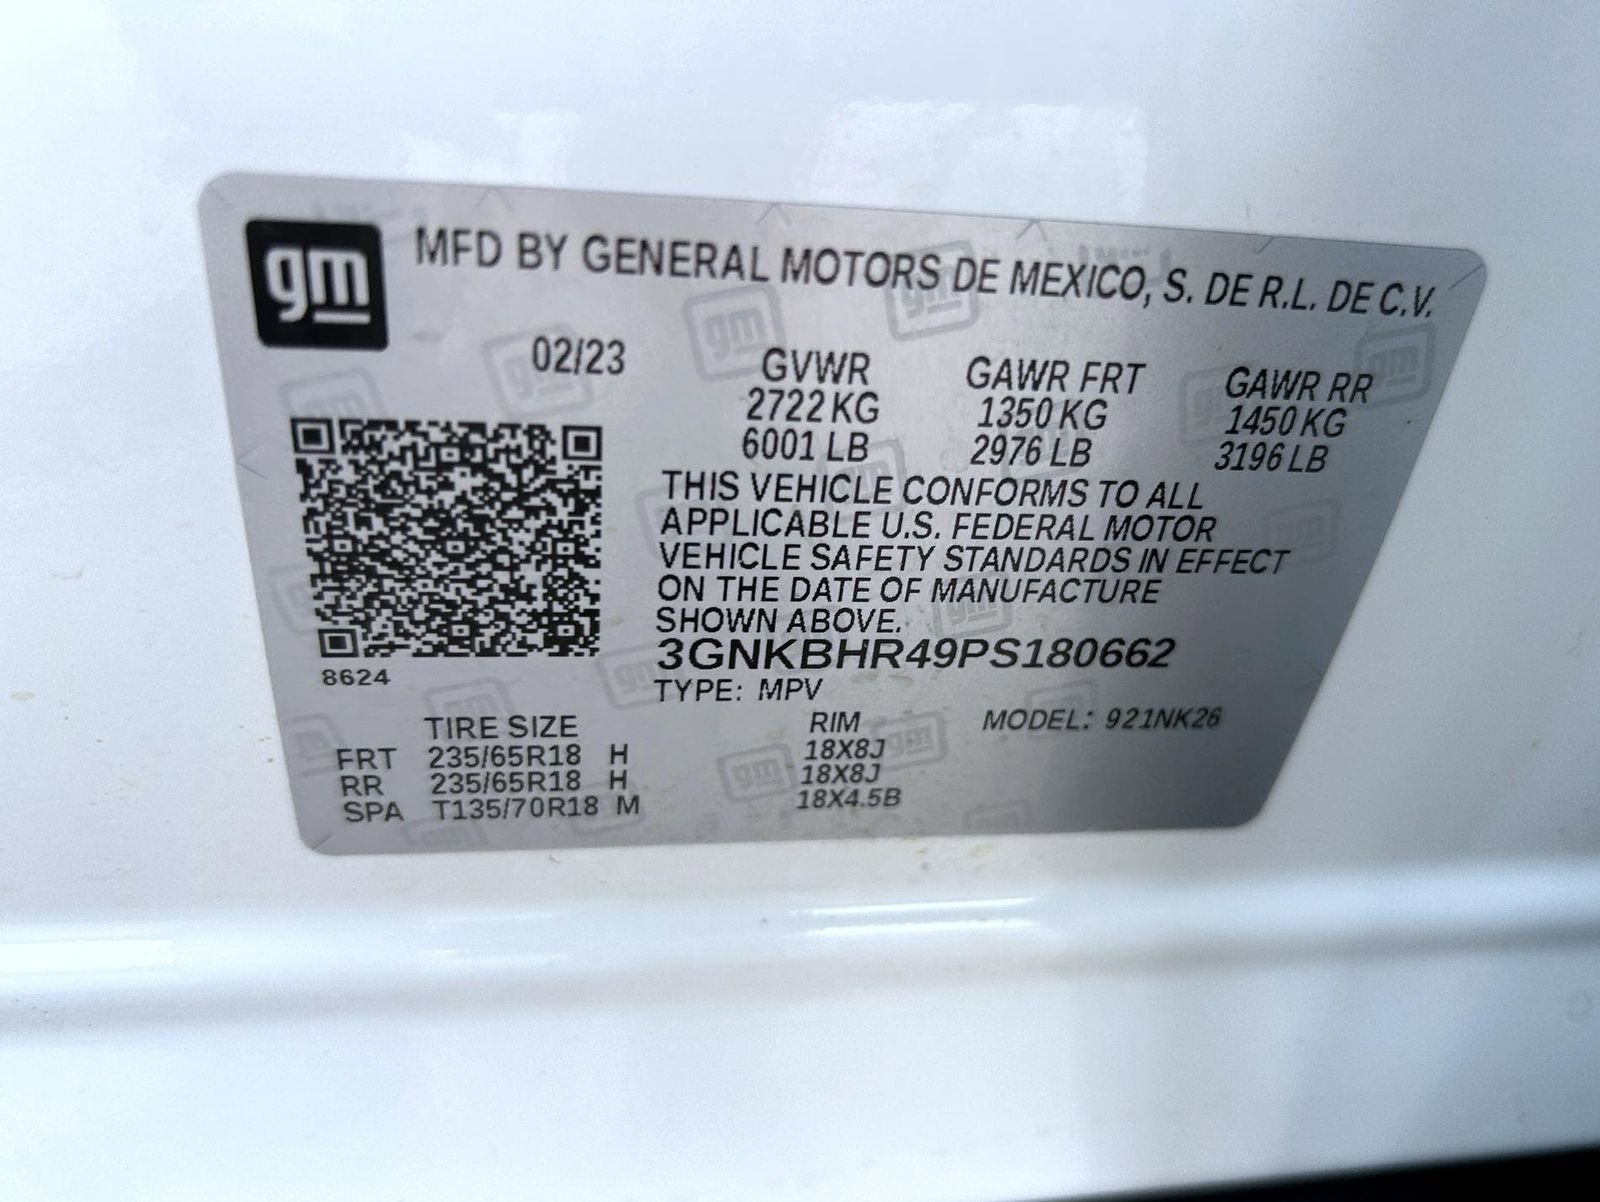 gm MFD BY GENERAL MOTORS DE MEXICO, S. DE R.L. DE C.V.
02/23 GVWR GAWR FRT GAWR RR
2722 KG 1350 KG 1450 KG
6001 LB 2976 LB 3196 LB
THIS VEHICLE CONFORMS TO ALL
APPLICABLE U.S. FEDERAL MOTOR
VEHICLE SAFETY STANDARDS IN EFFECT
ON THE DATE OF MANUFACTURE
SHOWN ABOVE.
3GNKBHR49PS180662
8624
TYPE: MPV
TIRE SIZE RIM MODEL: 921NK26
FRT 235/65R18 H 18X8J
RR 235/65R18 H 18X8J
SPA T135/70R18 M 18X4.5B